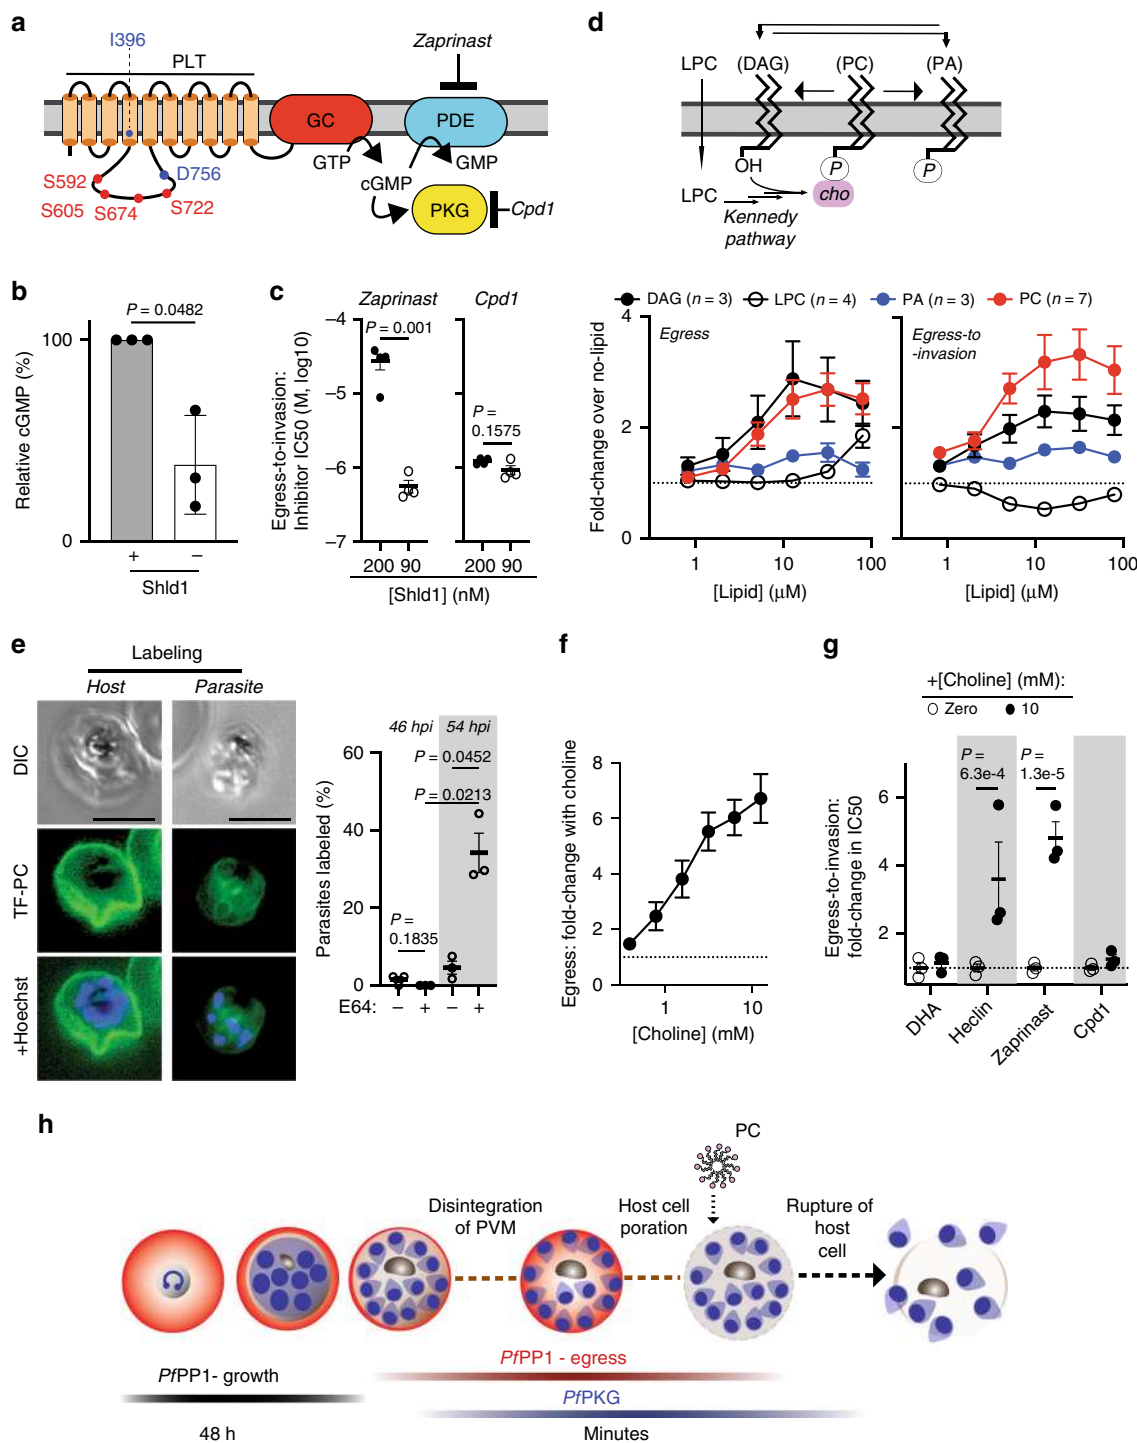 a
I396
PLT
Zaprinast
GC
PDE
GTP
GMP
cGMP
PKG
Cpd1
S592
D756
S605
S674
S722
d
LPC
(DAG)
(PC)
(PA)
OH
P
P
LPC
cho
Kennedy
pathway
b
P = 0.0482
Relative cGMP (%)
100
0
+
–
Shld1
c
Zaprinast
Cpd1
Egress-to-invasion:
Inhibitor IC50 (M, log10)
–4
–5
–6
–7
P = 0.001
P =
0.1575
200 90
200 90
[Shld1] (nM)
DAG (n = 3)
LPC (n = 4)
PA (n = 3)
PC (n = 7)
Fold-change over no-lipid
4
2
0
Egress
Egress-to
-invasion
1
10
100
1
10
100
[Lipid] (μM)
[Lipid] (μM)
e
Labeling
Host
Parasite
DIC
TF-PC
+Hoechst
46 hpi
54 hpi
Parasites labeled (%)
60
40
20
0
P = 0.0452
P = 0.0213
P =
0.1835
E64:
–
+
–
+
f
Egress: fold-change with choline
8
6
4
2
0
1
10
[Choline] (mM)
g
+[Choline] (mM):
Zero
10
Egress-to-invasion:
fold-change in IC50
6
4
2
P =
6.3e-4
P =
1.3e-5
DHA
Heclin
Zaprinast
Cpd1
h
PC
Disintegration
of PVM
Host cell
poration
Rupture of
host
cell
PfPP1- growth
PfPP1 - egress
PfPKG
48 h
Minutes